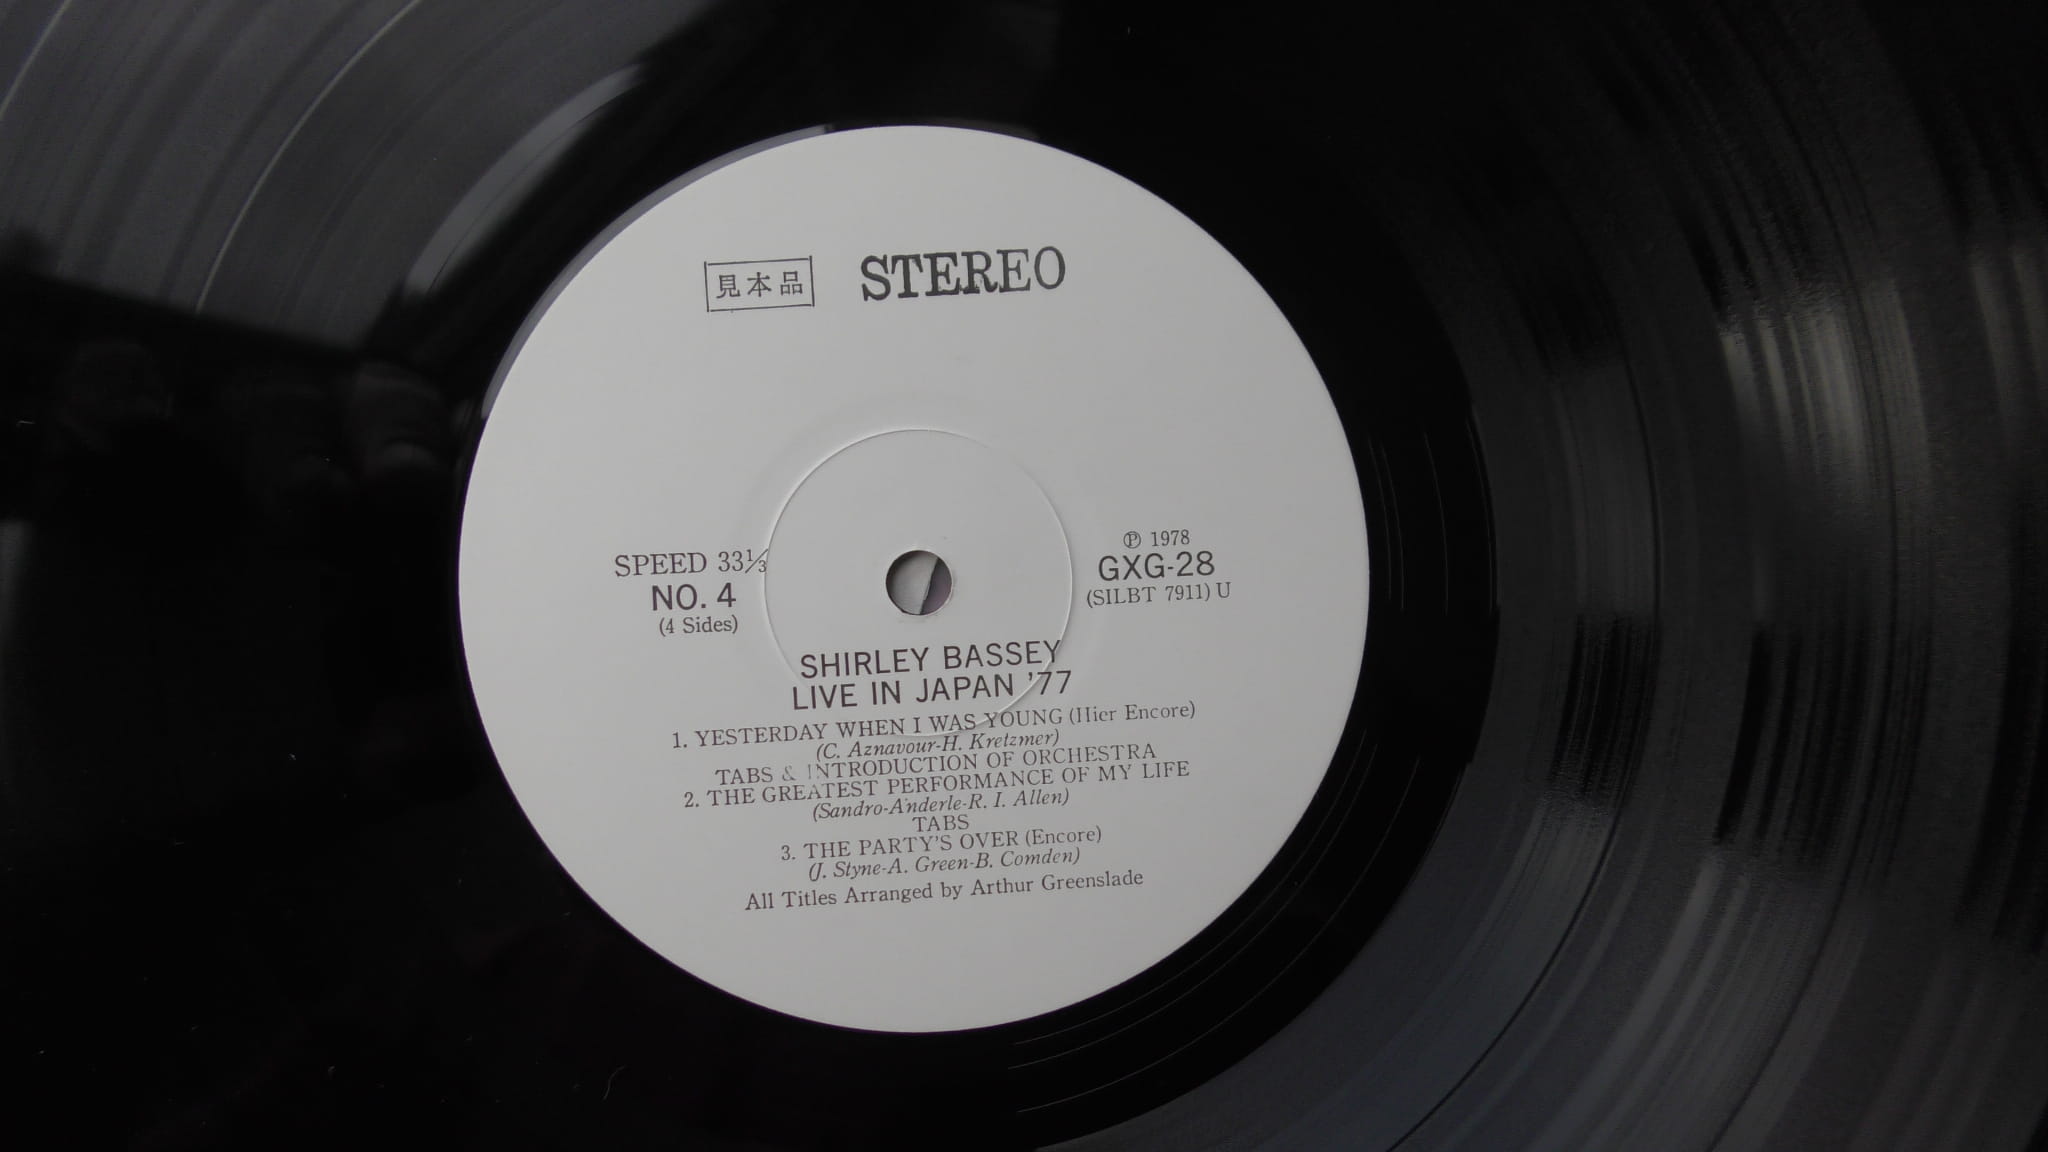 見本品 STEREO
SPEED 33⅓
NO. 4
(4 Sides)
Ⓟ 1978
GXG-28
(SILBT 7911) U
SHIRLEY BASSEY
LIVE IN JAPAN '77
1. YESTERDAY WHEN I WAS YOUNG (Hier Encore)
(C. Aznavour-H. Kretzmer)
TABS & INTRODUCTION OF ORCHESTRA
2. THE GREATEST PERFORMANCE OF MY LIFE
(Sandro-Anderle-R. I. Allen)
TABS
3. THE PARTY'S OVER (Encore)
(J. Styne-A. Green-B. Comden)
All Titles Arranged by Arthur Greenslade